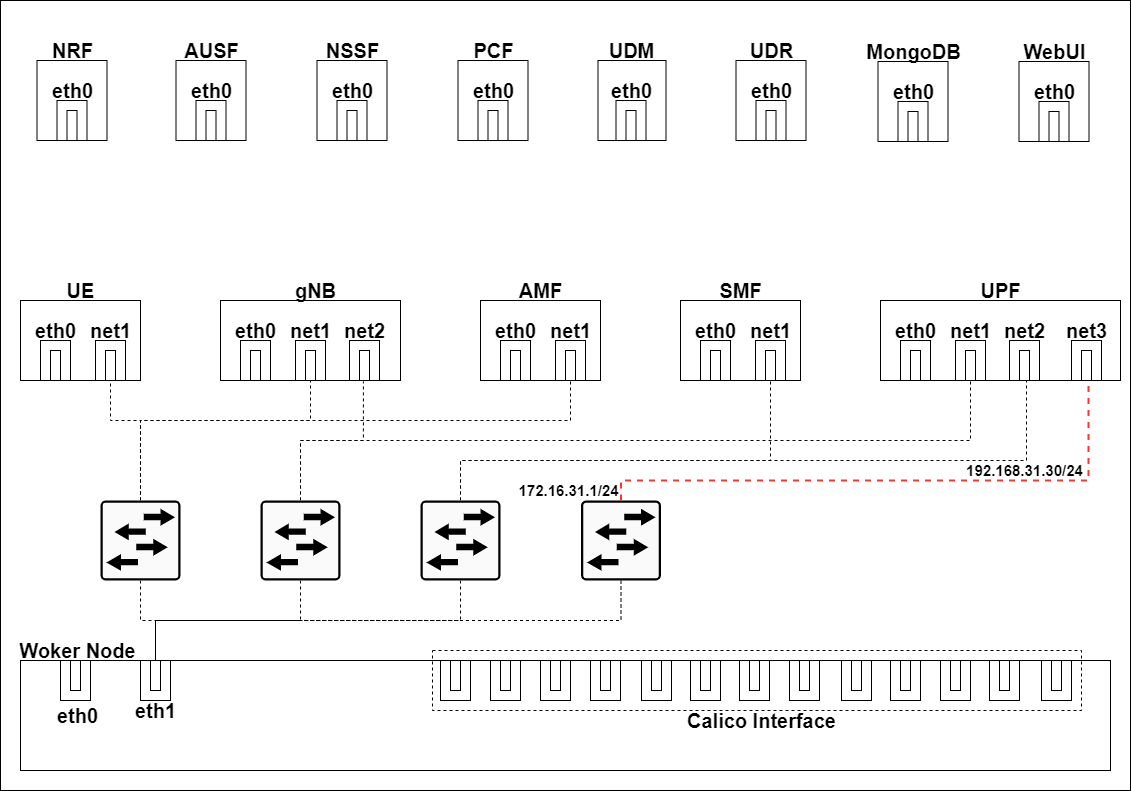 NRF AUSF NSSF PCF UDM UDR MongoDB WebUI
eth0 eth0 eth0 eth0 eth0 eth0 eth0 eth0
UE gNB AMF SMF UPF
eth0 net1 eth0 net1 net2 eth0 net1 eth0 net1 eth0 net1 net2 net3
192.168.31.30/24
172.16.31.1/24
Woker Node
eth0 eth1
Calico Interface